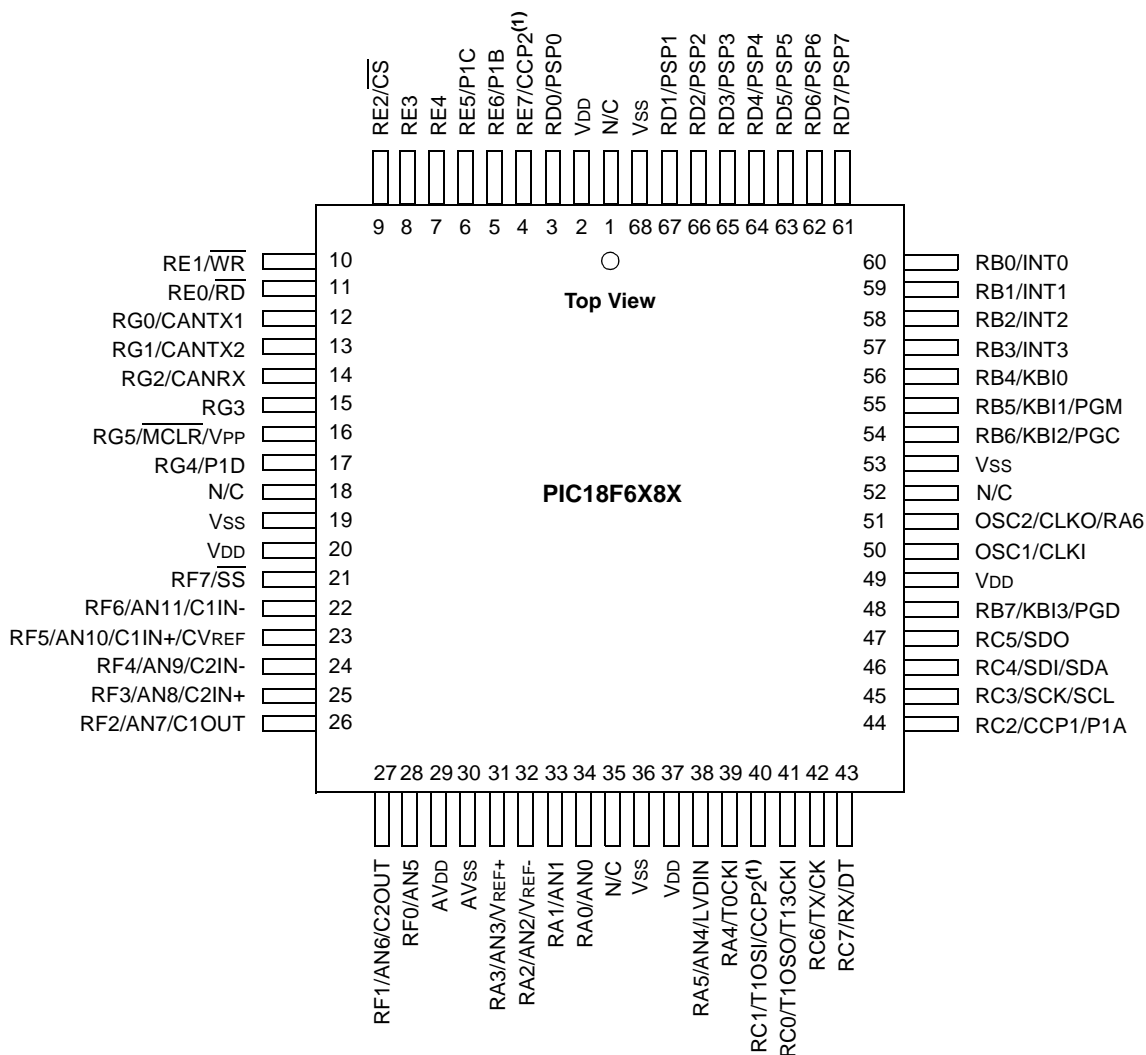 RE2/CS
RE3
RE4
RE5/P1C
RE6/P1B
RE7/CCP2(1)
RD0/PSP0
VDD
N/C
VSS
RD1/PSP1
RD2/PSP2
RD3/PSP3
RD4/PSP4
RD5/PSP5
RD6/PSP6
RD7/PSP7
9 8 7 6 5 4 3 2 1 68 67 66 65 64 63 62 61
RE1/WR 10
RE0/RD 11
RG0/CANTX1 12
RG1/CANTX2 13
RG2/CANRX 14
RG3 15
RG5/MCLR/VPP 16
RG4/P1D 17
N/C 18
VSS 19
VDD 20
RF7/SS 21
RF6/AN11/C1IN- 22
RF5/AN10/C1IN+/CVREF 23
RF4/AN9/C2IN- 24
RF3/AN8/C2IN+ 25
RF2/AN7/C1OUT 26
Top View
PIC18F6X8X
60 RB0/INT0
59 RB1/INT1
58 RB2/INT2
57 RB3/INT3
56 RB4/KBI0
55 RB5/KBI1/PGM
54 RB6/KBI2/PGC
53 VSS
52 N/C
51 OSC2/CLKO/RA6
50 OSC1/CLKI
49 VDD
48 RB7/KBI3/PGD
47 RC5/SDO
46 RC4/SDI/SDA
45 RC3/SCK/SCL
44 RC2/CCP1/P1A
27 28 29 30 31 32 33 34 35 36 37 38 39 40 41 42 43
RF1/AN6/C2OUT
RF0/AN5
AVDD
AVSS
RA3/AN3/VREF+
RA2/AN2/VREF-
RA1/AN1
RA0/AN0
N/C
VSS
VDD
RA5/AN4/LVDIN
RA4/T0CKI
RC1/T1OSI/CCP2(1)
RC0/T1OSO/T13CKI
RC6/TX/CK
RC7/RX/DT